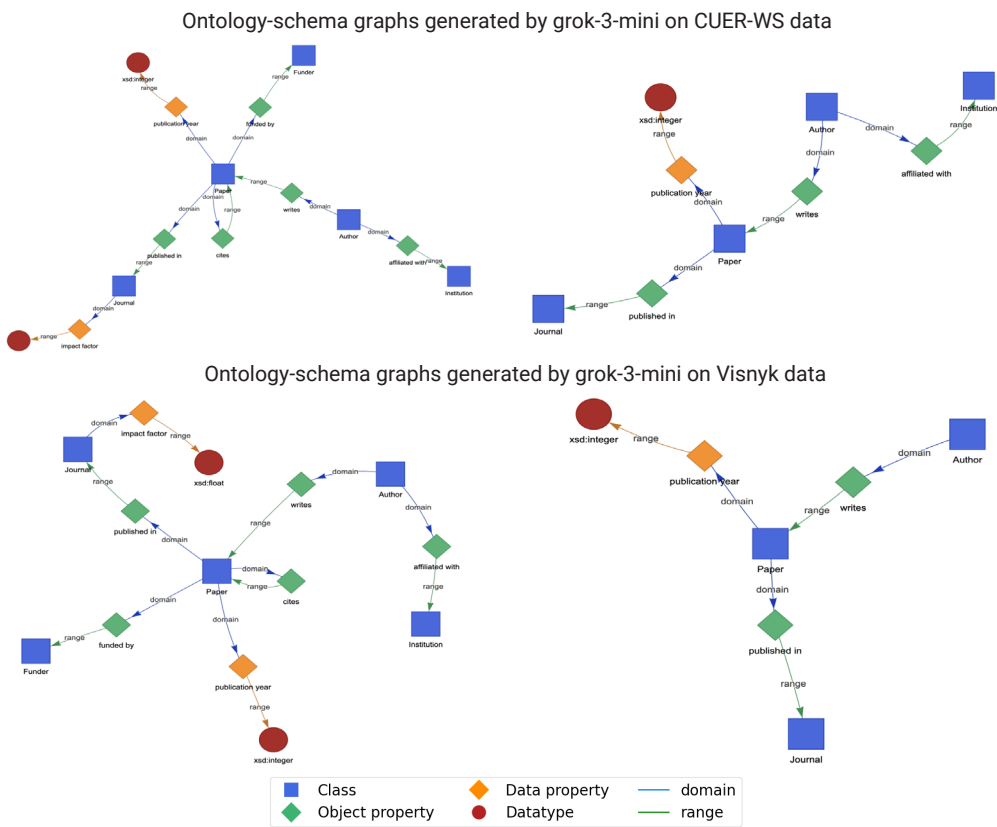 Ontology-schema graphs generated by grok-3-mini on CUER-WS data
xsd:integer
range
publication year
domain
Funder
range
funded by
domain
Paper
domain
range
cites
range
writes
domain
Author
domain
affiliated with
range
Institution
domain
published in
range
Journal
domain
impact factor
range
xsd:integer
range
publication year
domain
Author
domain
affiliated with
range
Institution
domain
writes
range
Paper
domain
published in
range
Journal
Ontology-schema graphs generated by grok-3-mini on Visnyk data
domain
impact factor
range
xsd:float
Journal
range
published in
domain
writes
domain
Author
range
domain
affiliated with
range
Institution
Paper
domain
range
cites
domain
funded by
range
Funder
domain
publication year
range
xsd:integer
xsd:integer
range
publication year
domain
Author
domain
writes
range
Paper
domain
published in
range
Journal
Class
Data property
domain
Object property
Datatype
range